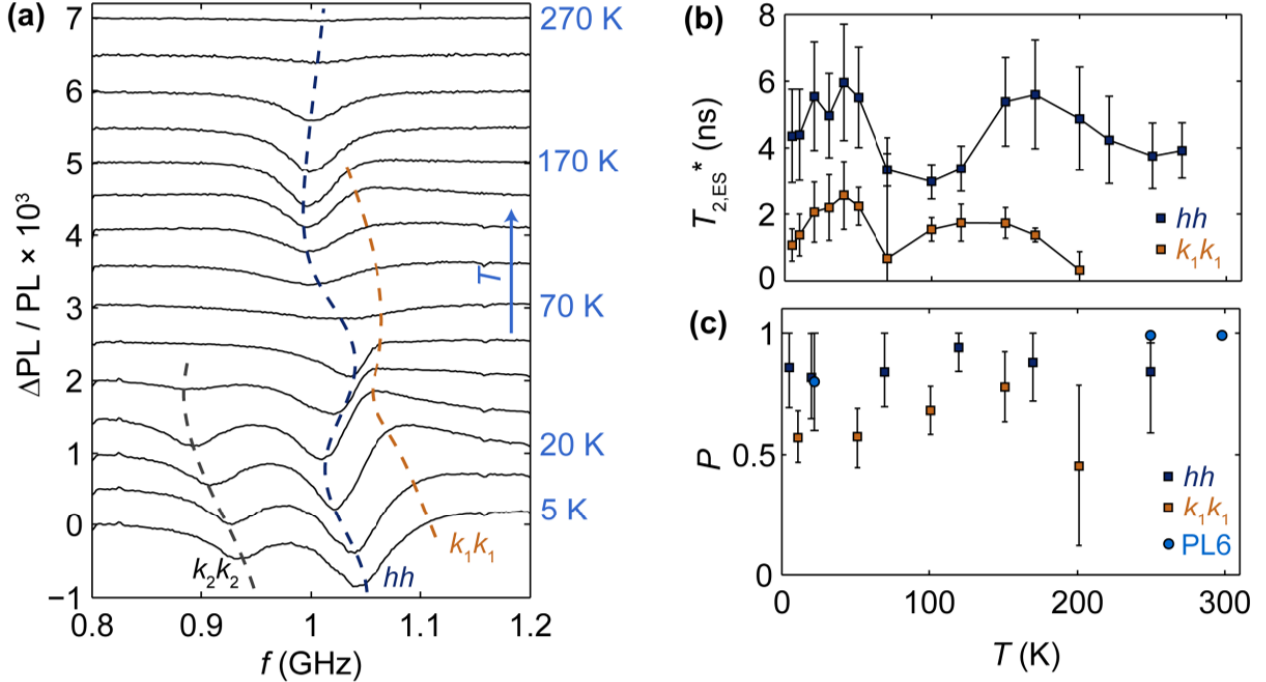 (a)
7
6
5
4
3
2
1
0
−1
ΔPL / PL × 10³
270 K
170 K
70 K
20 K
5 K
T
k₂k₂
hh
k₁k₁
0.8 0.9 1 1.1 1.2
f (GHz)
(b)
8
6
4
2
0
T₂,ES* (ns)
hh
k₁k₁
(c)
1
0.5
0
P
hh
k₁k₁
PL6
0 100 200 300
T (K)